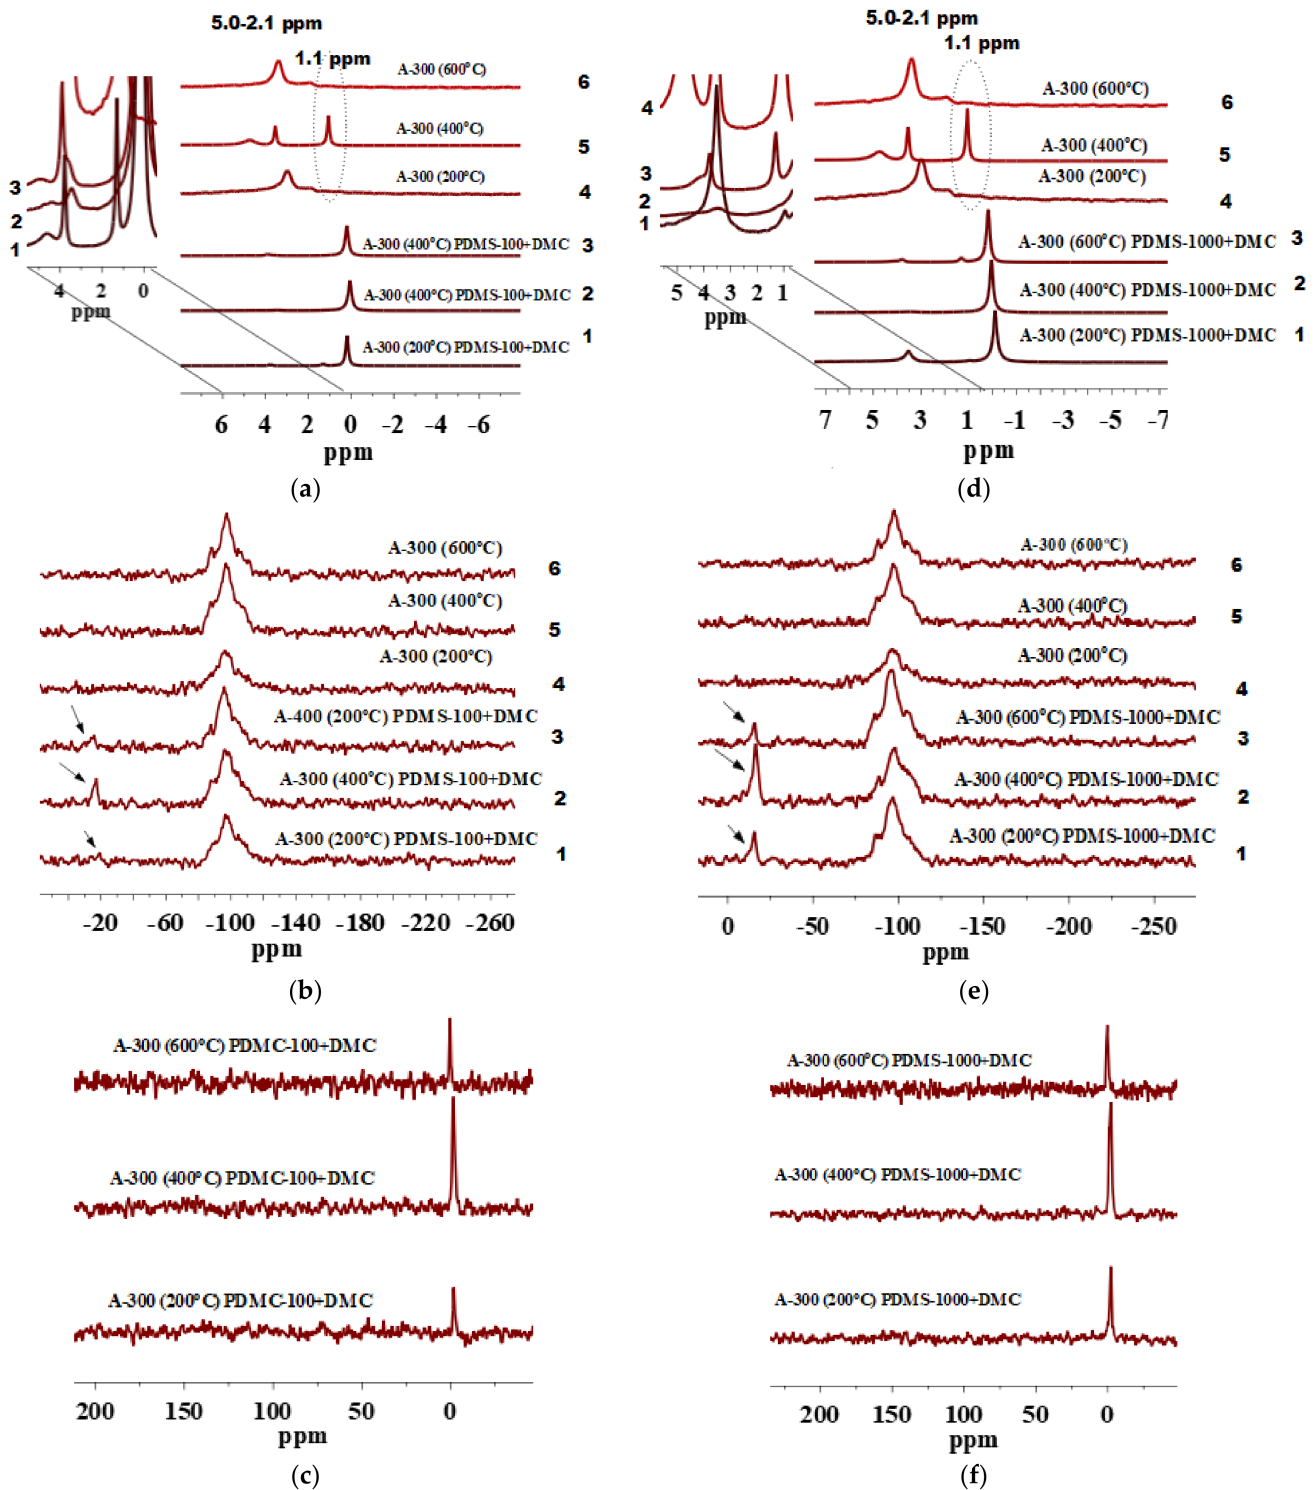 5.0-2.1 ppm
1.1 ppm
A-300 (600°C)
6
A-300 (400°C)
5
A-300 (200°C)
4
A-300 (400°C) PDMS-100+DMC
3
A-300 (400°C) PDMS-100+DMC
2
A-300 (200°C) PDMS-100+DMC
1
3
2
1
4 2 0
ppm
6 4 2 0 -2 -4 -6
ppm
(a)
5.0-2.1 ppm
1.1 ppm
A-300 (600°C)
6
A-300 (400°C)
5
A-300 (200°C)
4
A-300 (600°C) PDMS-1000+DMC
3
A-300 (400°C) PDMS-1000+DMC
2
A-300 (200°C) PDMS-1000+DMC
1
4
3
2
1
5 4 3 2 1
ppm
7 5 3 1 -1 -3 -5 -7
ppm
(d)
A-300 (600°C)
6
A-300 (400°C)
5
A-300 (200°C)
4
A-400 (200°C) PDMS-100+DMC
3
A-300 (400°C) PDMS-100+DMC
2
A-300 (200°C) PDMS-100+DMC
1
-20 -60 -100 -140 -180 -220 -260
ppm
(b)
A-300 (600°C)
6
A-300 (400°C)
5
A-300 (200°C)
4
A-300 (600°C) PDMS-1000+DMC
3
A-300 (400°C) PDMS-1000+DMC
2
A-300 (200°C) PDMS-1000+DMC
1
0 -50 -100 -150 -200 -250
ppm
(e)
A-300 (600°C) PDMC-100+DMC
A-300 (400°C) PDMC-100+DMC
A-300 (200°C) PDMC-100+DMC
200 150 100 50 0
ppm
(c)
A-300 (600°C) PDMS-1000+DMC
A-300 (400°C) PDMS-1000+DMC
A-300 (200°C) PDMS-1000+DMC
200 150 100 50 0
ppm
(f)